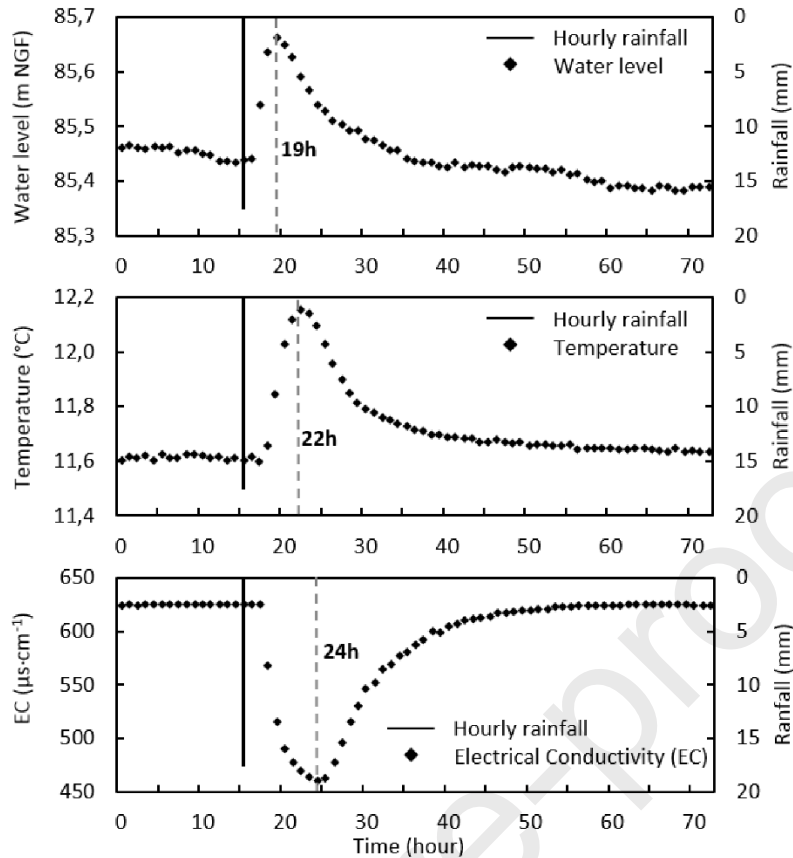 85,7
85,6
85,5
85,4
85,3
Water level (m NGF)
Hourly rainfall
Water level
19h
0
5
10
15
20
Rainfall (mm)
0 10 20 30 40 50 60 70
12,2
12,0
11,8
11,6
11,4
Temperature (°C)
Hourly rainfall
Temperature
22h
0
5
10
15
20
Rainfall (mm)
0 10 20 30 40 50 60 70
650
600
550
500
450
EC (µs·cm⁻¹)
24h
Hourly rainfall
Electrical Conductivity (EC)
0
5
10
15
20
Ranfall (mm)
0 10 20 30 40 50 60 70
Time (hour)